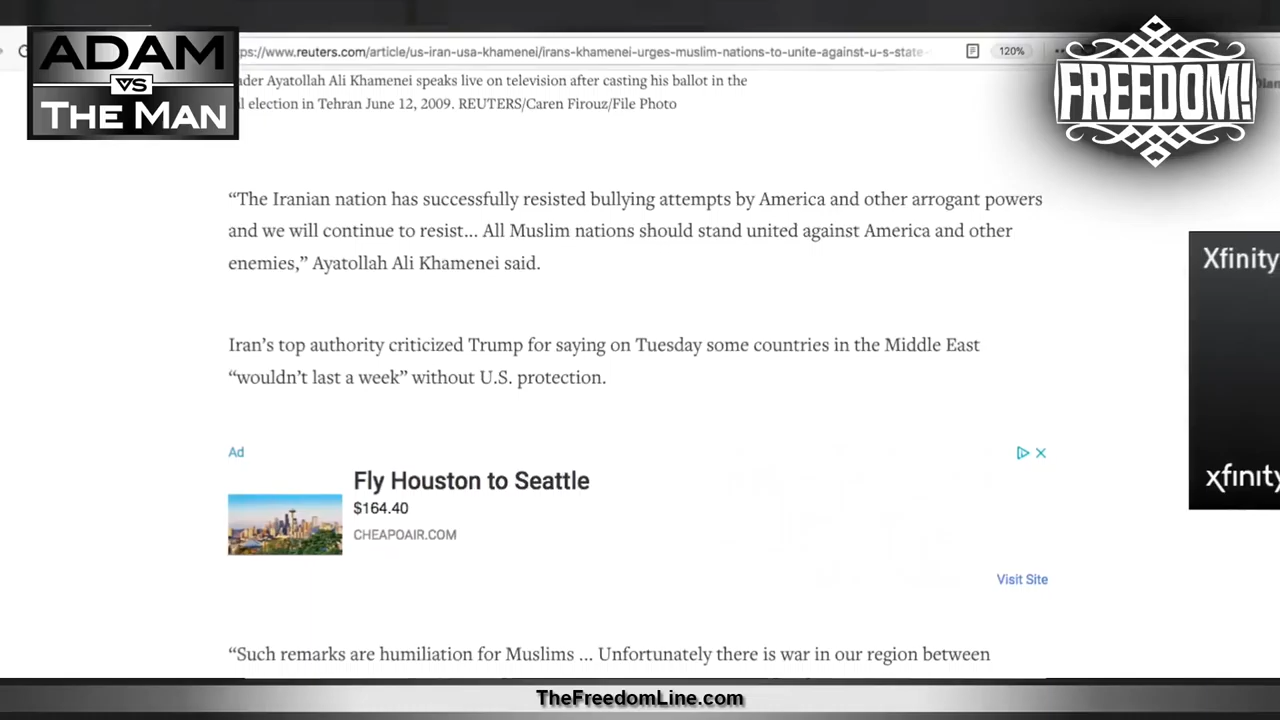 ADAM
VS
THE MAN
ps://www.reuters.com/article/us-iran-usa-khamenei/irans-khamenei-urges-muslim-nations-to-unite-against-u-s-state-
120%
FREEDOM!
ader Ayatollah Ali Khamenei speaks live on television after casting his ballot in the
l election in Tehran June 12, 2009. REUTERS/Caren Firouz/File Photo
“The Iranian nation has successfully resisted bullying attempts by America and other arrogant powers
and we will continue to resist... All Muslim nations should stand united against America and other
enemies,” Ayatollah Ali Khamenei said.
Xfinity
Iran’s top authority criticized Trump for saying on Tuesday some countries in the Middle East
“wouldn’t last a week” without U.S. protection.
Ad
Fly Houston to Seattle
$164.40
CHEAPOAIR.COM
xfinity
Visit Site
“Such remarks are humiliation for Muslims ... Unfortunately there is war in our region between
TheFreedomLine.com